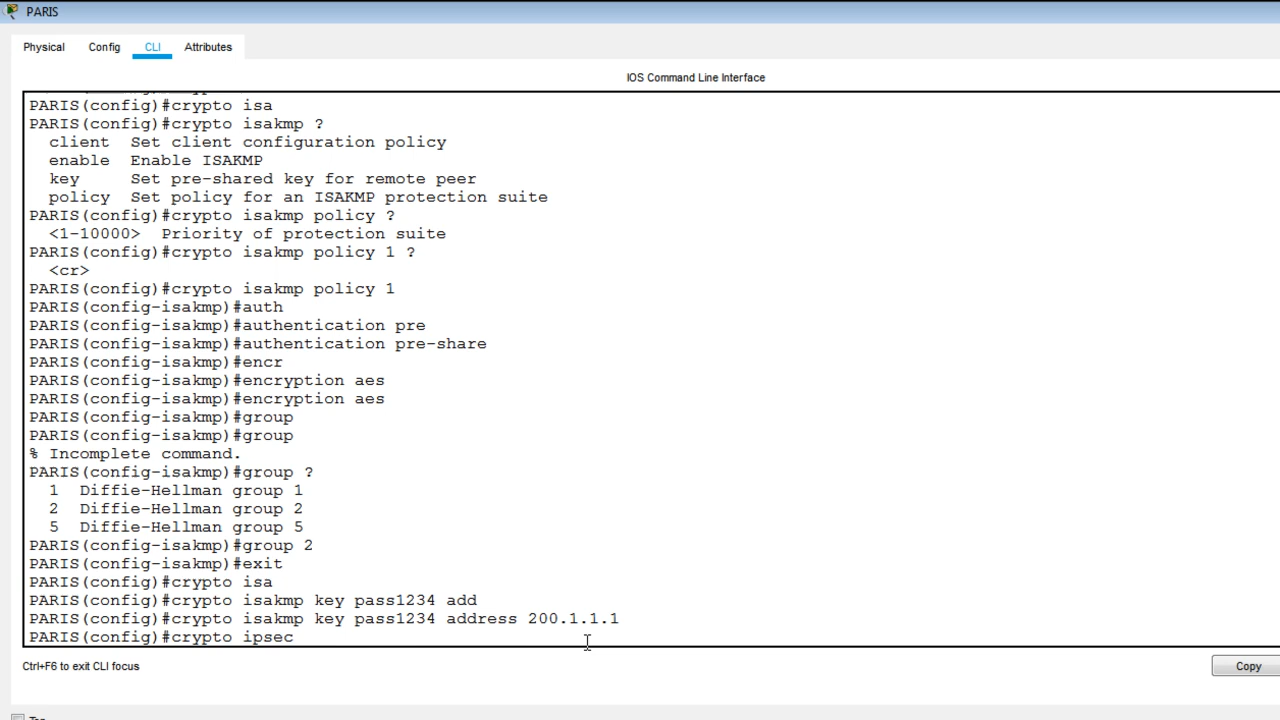 PARIS
Physical Config CLI Attributes
IOS Command Line Interface
PARIS(config)#crypto isa
PARIS(config)#crypto isakmp ?
client Set client configuration policy
enable Enable ISAKMP
key Set pre-shared key for remote peer
policy Set policy for an ISAKMP protection suite
PARIS(config)#crypto isakmp policy ?
<1-10000> Priority of protection suite
PARIS(config)#crypto isakmp policy 1 ?
<cr>
PARIS(config)#crypto isakmp policy 1
PARIS(config-isakmp)#auth
PARIS(config-isakmp)#authentication pre
PARIS(config-isakmp)#authentication pre-share
PARIS(config-isakmp)#encr
PARIS(config-isakmp)#encryption aes
PARIS(config-isakmp)#encryption aes
PARIS(config-isakmp)#group
PARIS(config-isakmp)#group
% Incomplete command.
PARIS(config-isakmp)#group ?
1 Diffie-Hellman group 1
2 Diffie-Hellman group 2
5 Diffie-Hellman group 5
PARIS(config-isakmp)#group 2
PARIS(config-isakmp)#exit
PARIS(config)#crypto isa
PARIS(config)#crypto isakmp key pass1234 add
PARIS(config)#crypto isakmp key pass1234 address 200.1.1.1
PARIS(config)#crypto ipsec
Ctrl+F6 to exit CLI focus
Copy